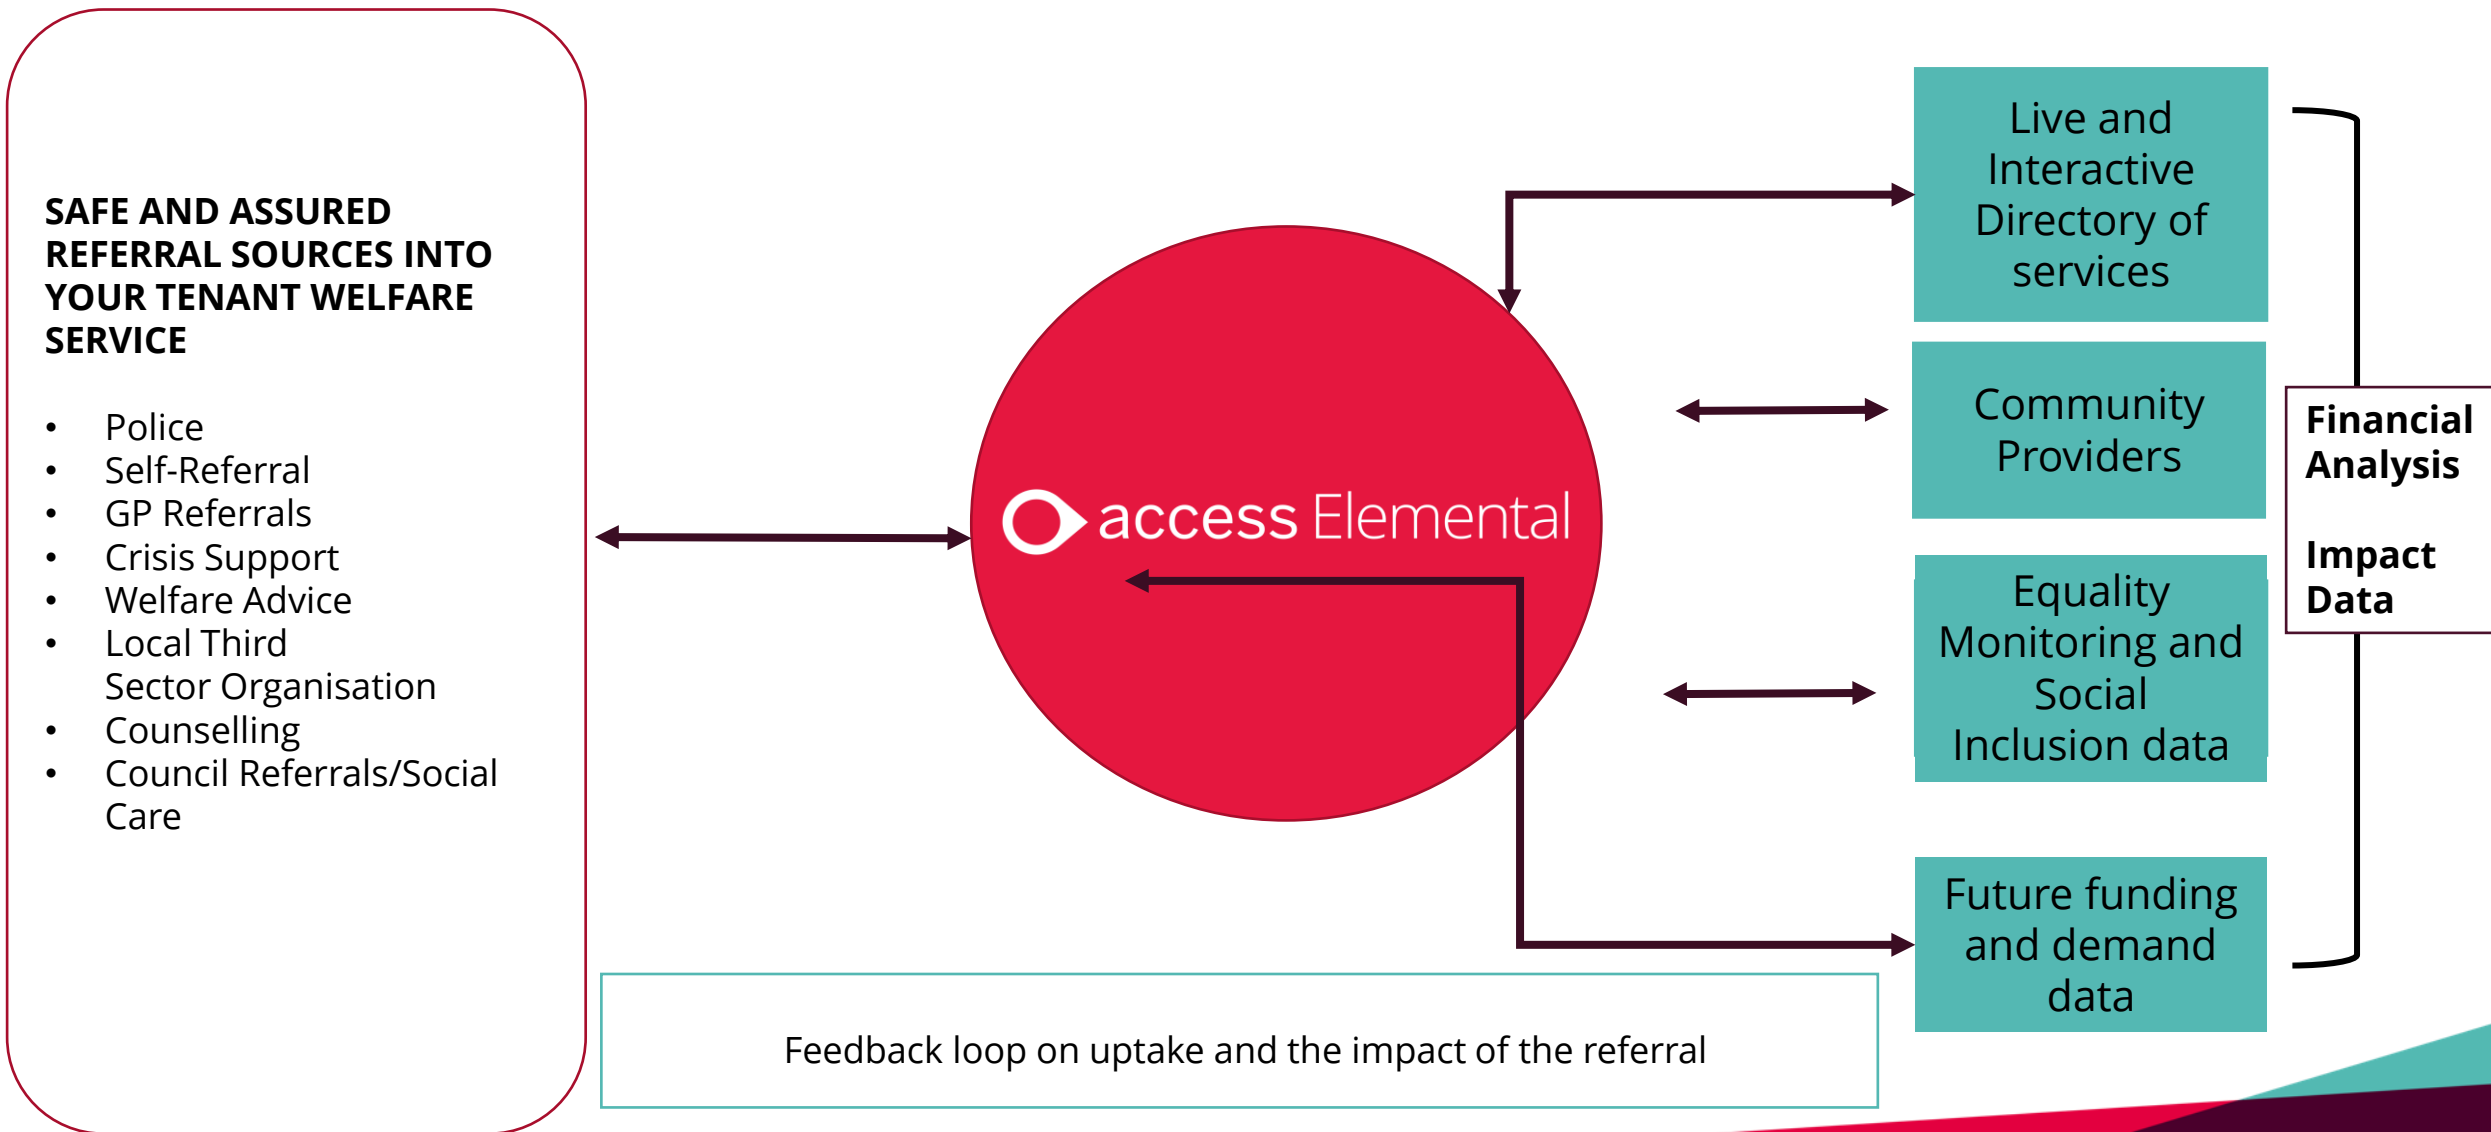 SAFE AND ASSURED
REFERRAL SOURCES INTO
YOUR TENANT WELFARE
SERVICE
• Police
• Self-Referral
• GP Referrals
• Crisis Support
• Welfare Advice
• Local Third
Sector Organisation
• Counselling
• Council Referrals/Social
Care
access Elemental
Live and
Interactive
Directory of
services
Community
Providers
Equality
Monitoring and
Social
Inclusion data
Future funding
and demand
data
Financial
Analysis
Impact
Data
Feedback loop on uptake and the impact of the referral